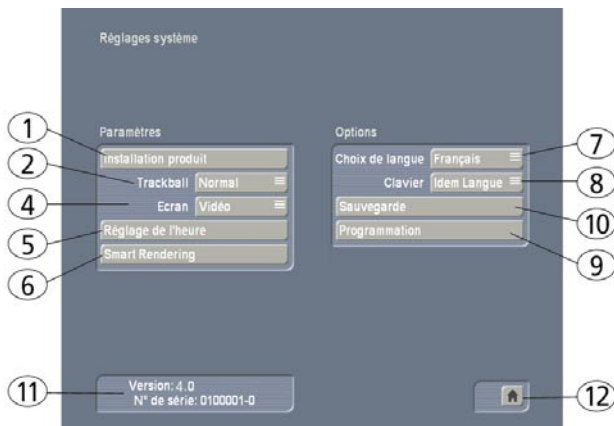 Réglages système
Paramètres
Installation produit
Trackball Normal
Ecran Vidéo
Réglage de l'heure
Smart Rendering
Options
Choix de langue Français
Clavier Idem Langue
Sauvegarde
Programmation
Version: 4.0
N° de série: 0100001-0
1
2
4
5
6
11
7
8
10
9
12